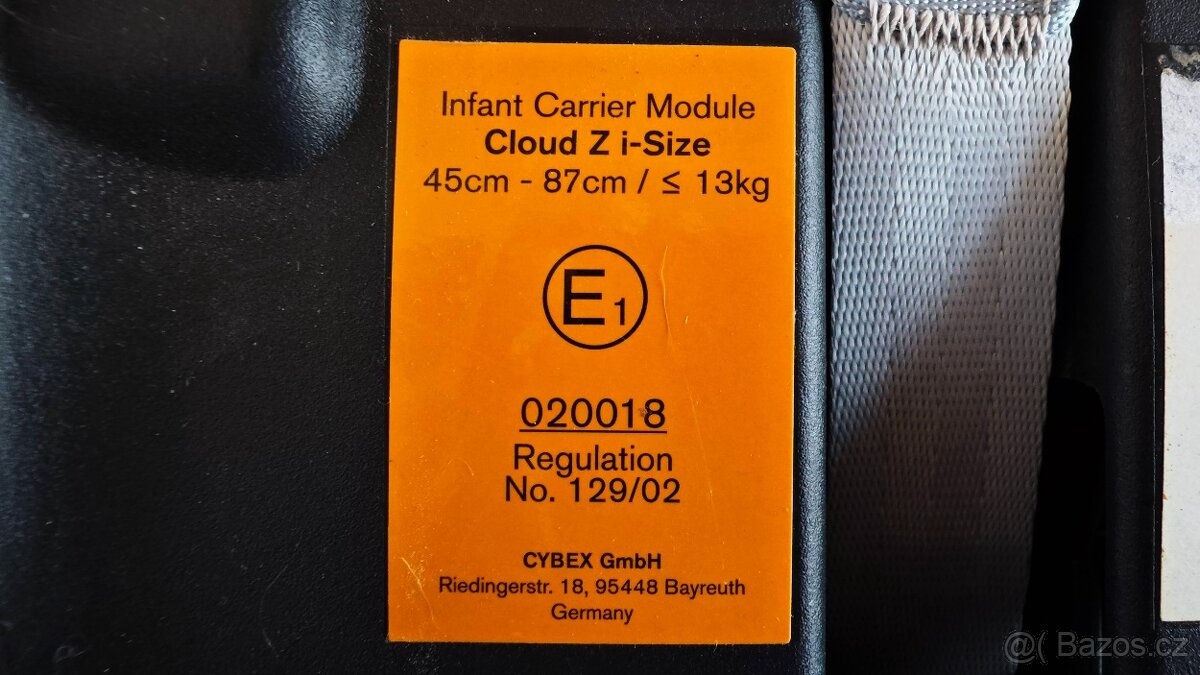 Infant Carrier Module
Cloud Z i-Size
45cm - 87cm / ≤ 13kg
E1
020018
Regulation
No. 129/02
CYBEX GmbH
Riedingerstr. 18, 95448 Bayreuth
Germany
@( Bazos.cz